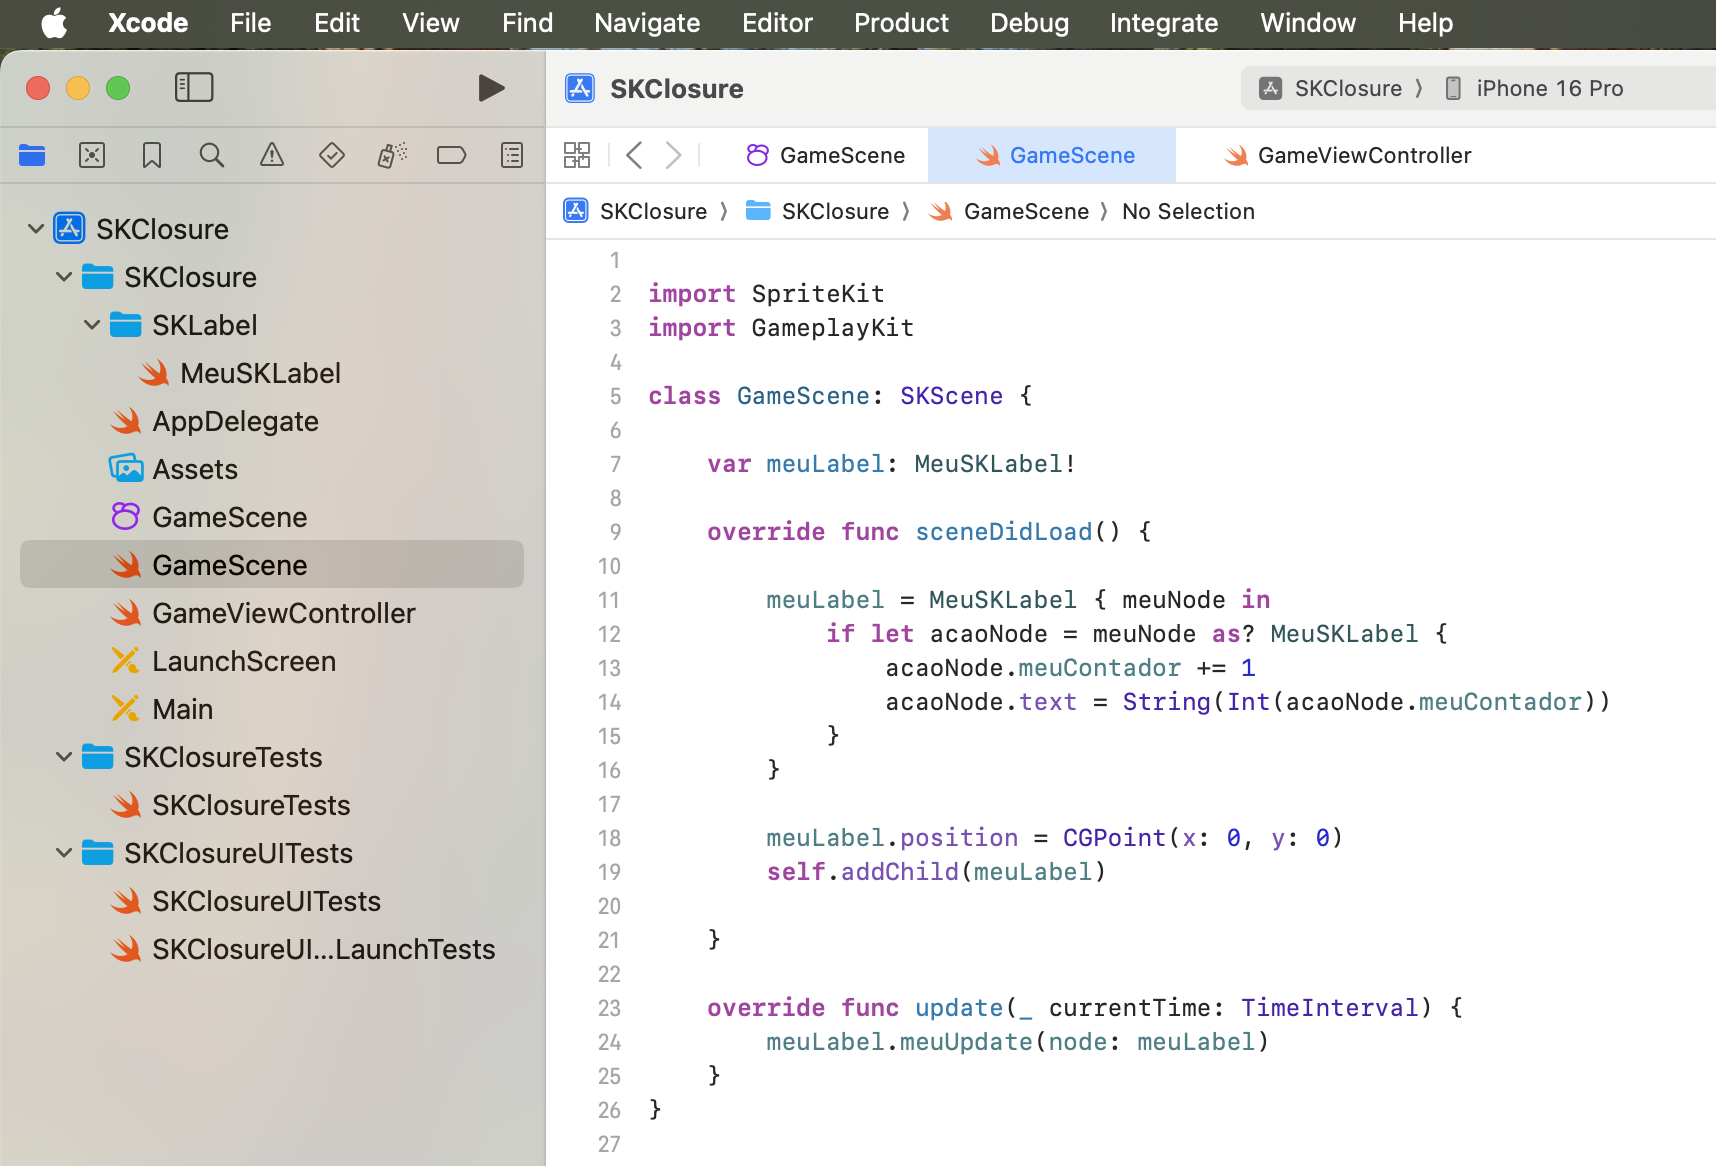 Xcode File Edit View Find Navigate Editor Product Debug Integrate Window Help
SKClosure
SKClosure 〉 iPhone 16 Pro
GameScene GameScene GameViewController
SKClosure 〉 SKClosure 〉 GameScene 〉 No Selection
SKClosure
SKClosure
SKLabel
MeuSKLabel
AppDelegate
Assets
GameScene
GameScene
GameViewController
LaunchScreen
Main
SKClosureTests
SKClosureTests
SKClosureUITests
SKClosureUITests
SKClosureUI...LaunchTests
1
2 import SpriteKit
3 import GameplayKit
4
5 class GameScene: SKScene {
6
7     var meuLabel: MeuSKLabel!
8
9     override func sceneDidLoad() {
10
11         meuLabel = MeuSKLabel { meuNode in
12             if let acaoNode = meuNode as? MeuSKLabel {
13                 acaoNode.meuContador += 1
14                 acaoNode.text = String(Int(acaoNode.meuContador))
15             }
16         }
17
18         meuLabel.position = CGPoint(x: 0, y: 0)
19         self.addChild(meuLabel)
20
21     }
22
23     override func update(_ currentTime: TimeInterval) {
24         meuLabel.meuUpdate(node: meuLabel)
25     }
26 }
27